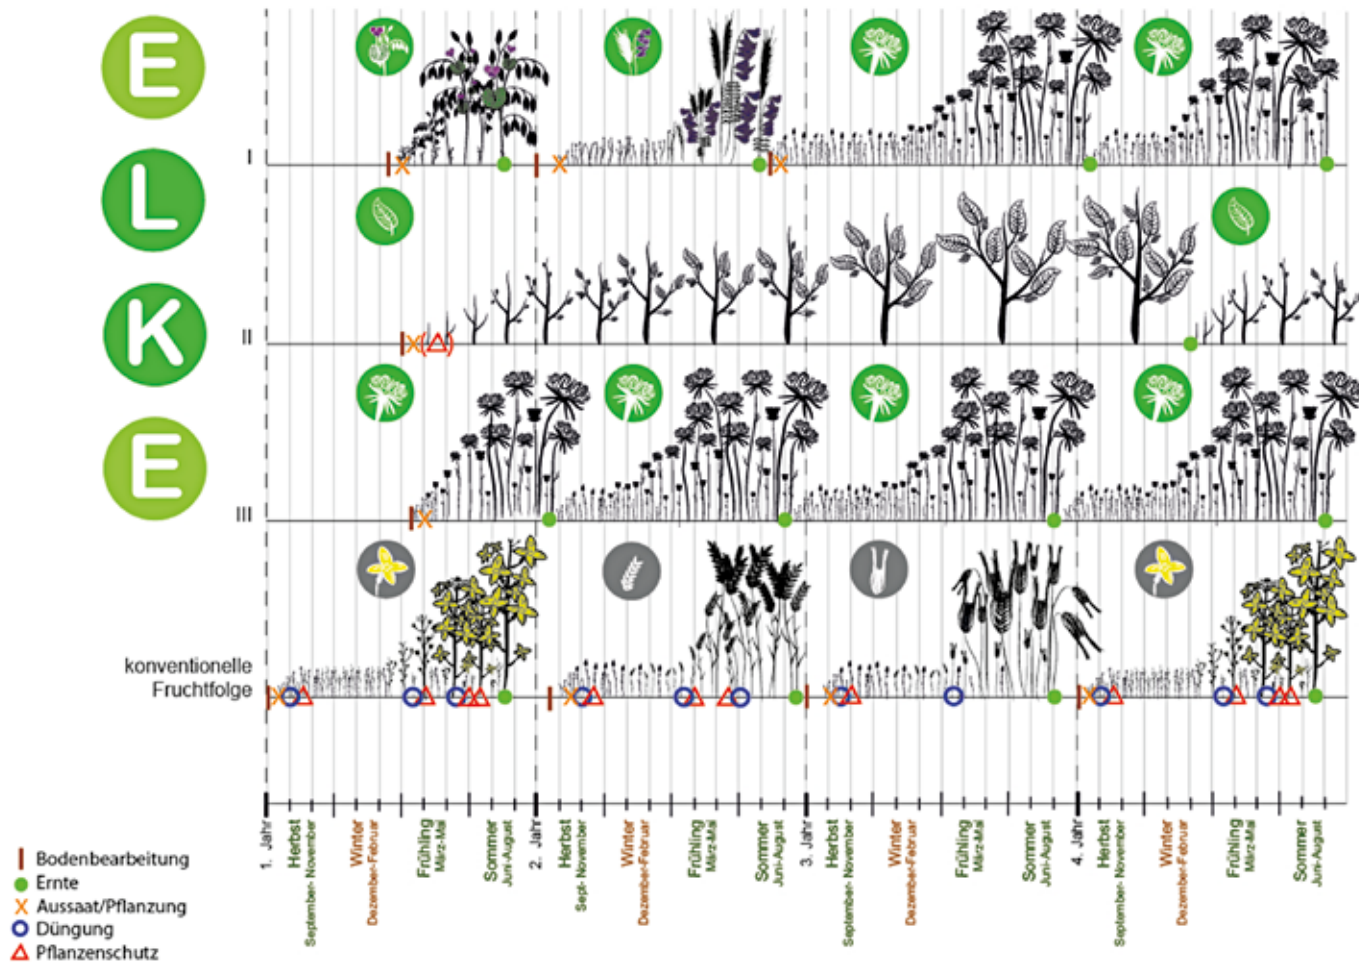 E
L
K
E
I
II
III
konventionelle
Fruchtfolge
1. Jahr
Herbst
September- November
Winter
Dezember-Februar
Frühling
März-Mai
Sommer
Juni-August
2. Jahr
Herbst
Sept- November
Winter
Dezember-Februar
Frühling
März-Mai
Sommer
Juni-August
3. Jahr
Herbst
September- November
Winter
Dezember-Februar
Frühling
März-Mai
Sommer
Juni-August
4. Jahr
Herbst
September- November
Winter
Dezember-Februar
Frühling
März-Mai
Sommer
Juni-August
Bodenbearbeitung
Ernte
Aussaat/Pflanzung
Düngung
Pflanzenschutz